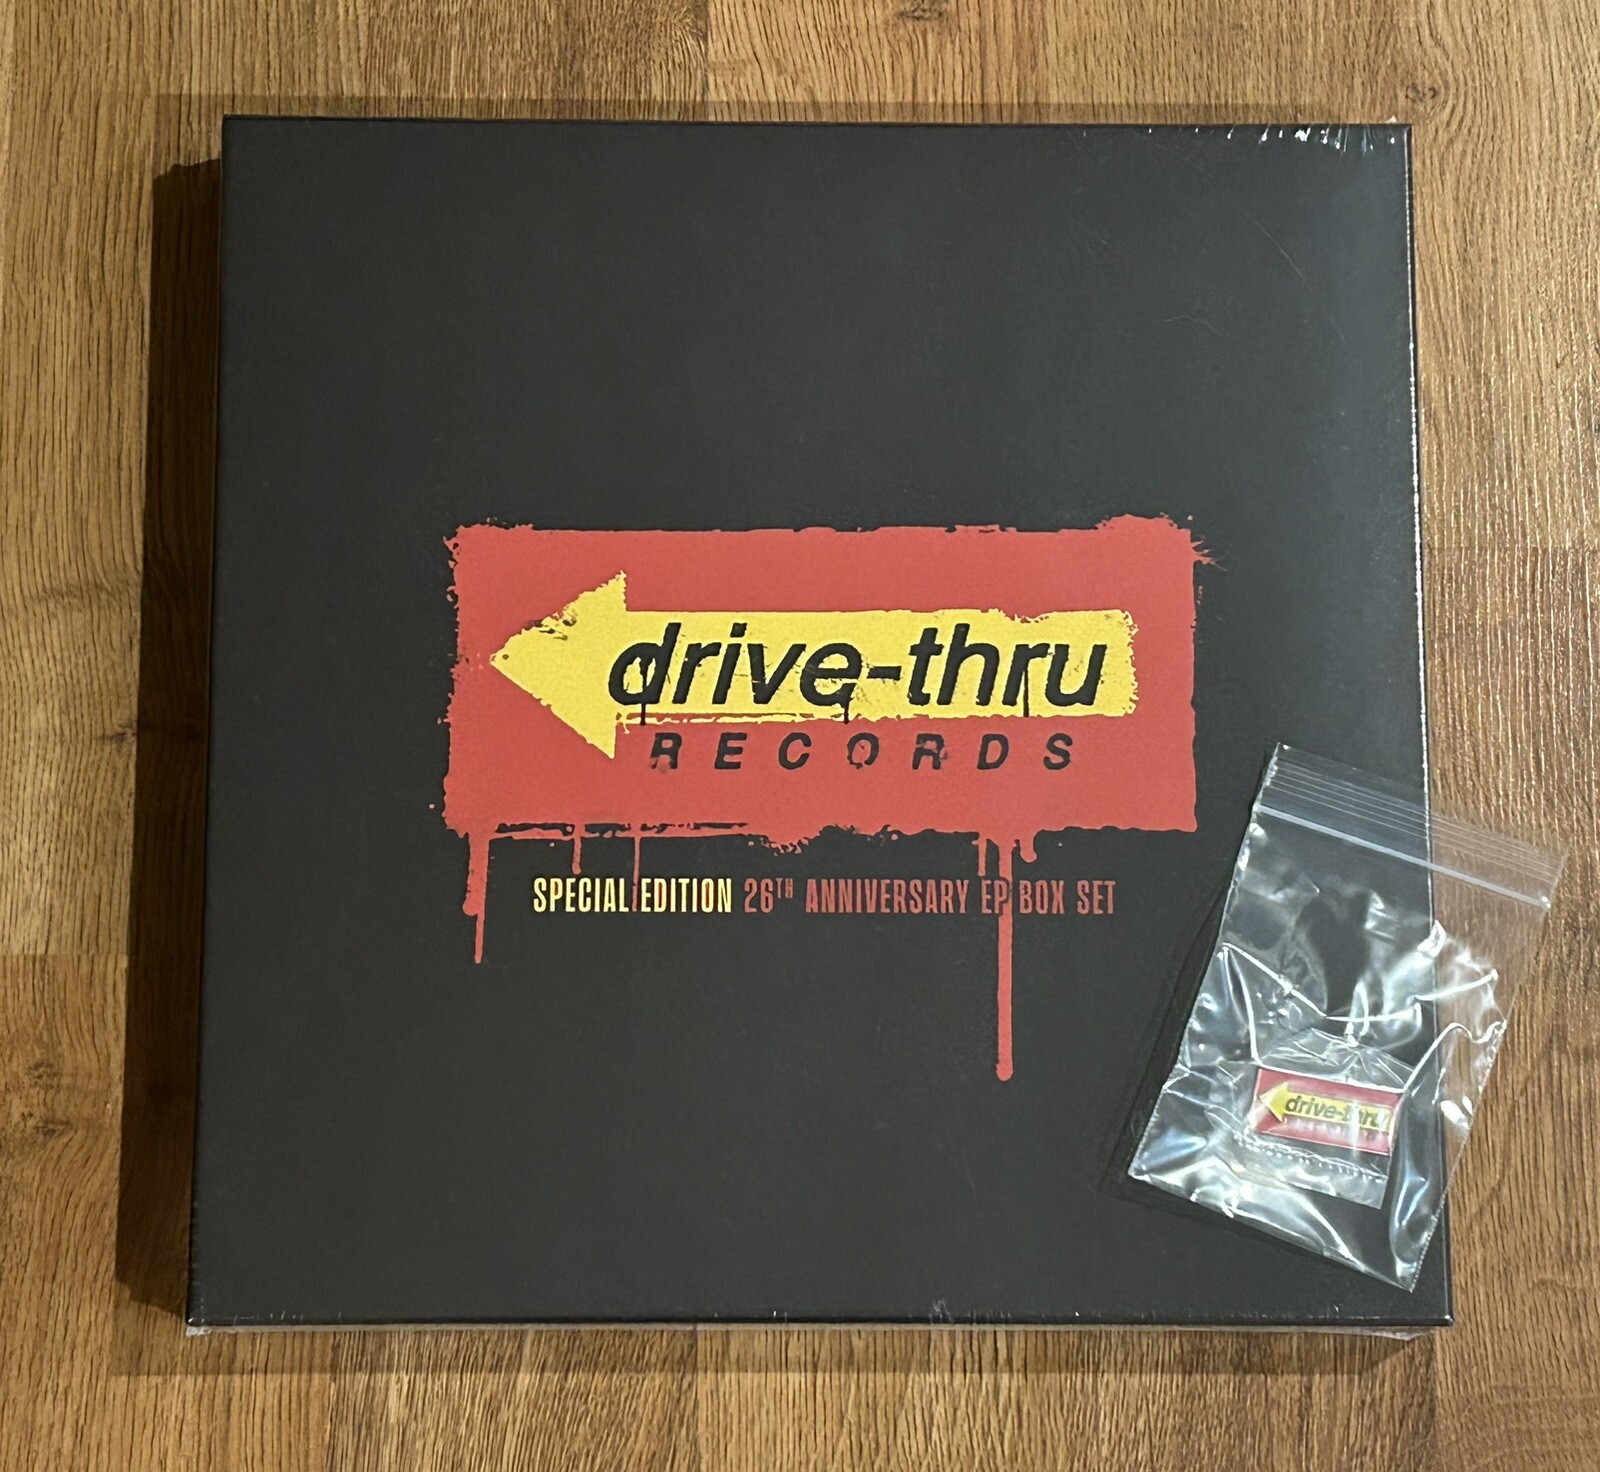 drive-thru
RECORDS
SPECIAL EDITION 26TH ANNIVERSARY EP BOX SET
drive-thru